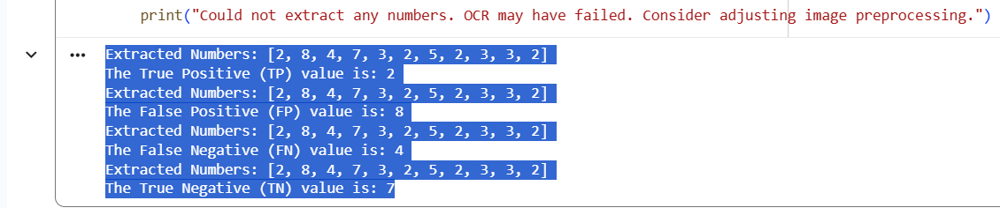 print("Could not extract any numbers. OCR may have failed. Consider adjusting image preprocessing.")
Extracted Numbers: [2, 8, 4, 7, 3, 2, 5, 2, 3, 3, 2]
The True Positive (TP) value is: 2
Extracted Numbers: [2, 8, 4, 7, 3, 2, 5, 2, 3, 3, 2]
The False Positive (FP) value is: 8
Extracted Numbers: [2, 8, 4, 7, 3, 2, 5, 2, 3, 3, 2]
The False Negative (FN) value is: 4
Extracted Numbers: [2, 8, 4, 7, 3, 2, 5, 2, 3, 3, 2]
The True Negative (TN) value is: 7